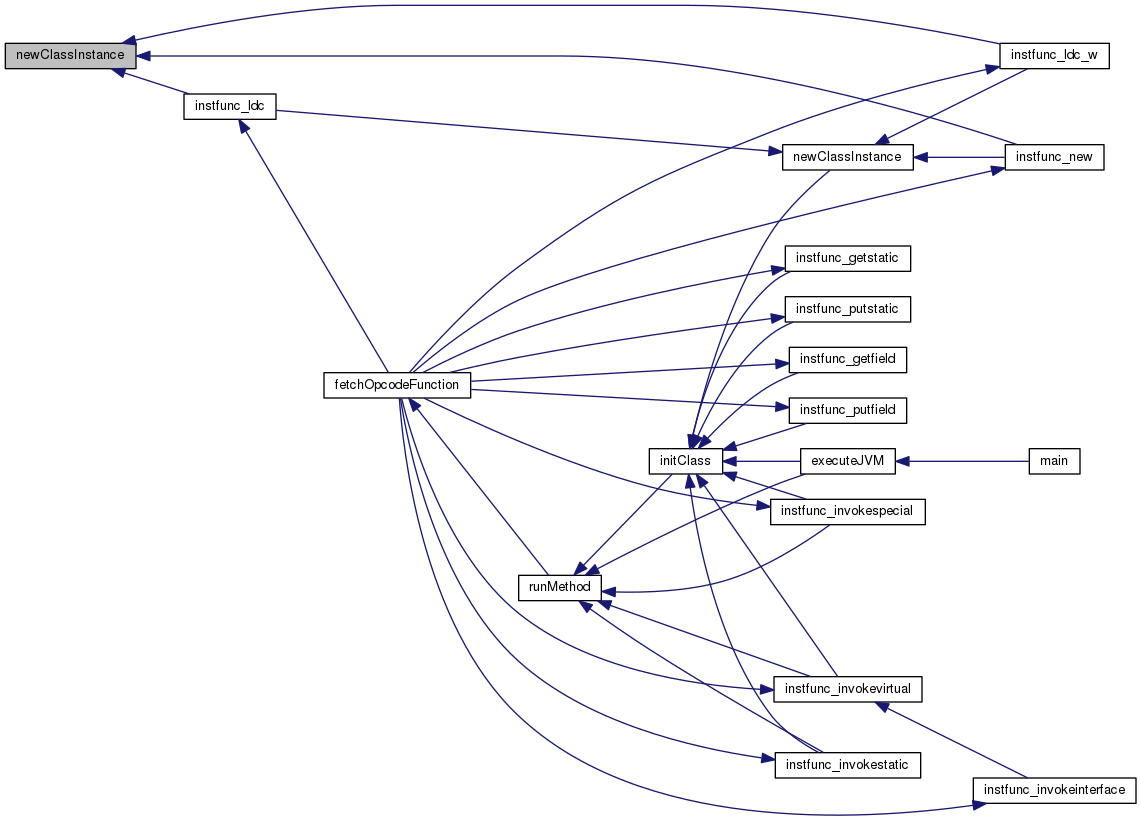 newClassInstance
instfunc_ldc_w
instfunc_ldc
newClassInstance
instfunc_new
instfunc_getstatic
instfunc_putstatic
instfunc_getfield
fetchOpcodeFunction
instfunc_putfield
initClass
executeJVM
main
instfunc_invokespecial
runMethod
instfunc_invokevirtual
instfunc_invokestatic
instfunc_invokeinterface